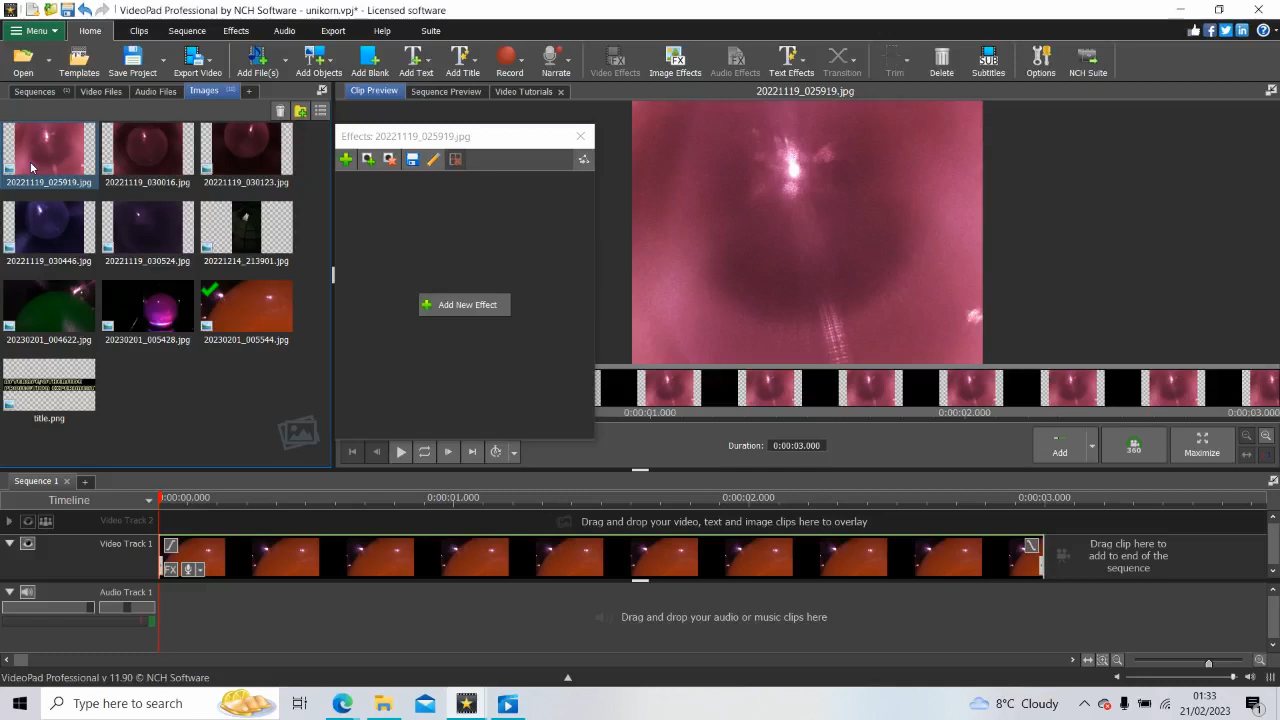 VideoPad Professional by NCH Software - unikorn.vpj* - Licensed software
Menu Home Clips Sequence Effects Audio Export Help Suite
Open Templates Save Project Export Video Add File(s) Add Objects Add Blank Add Text Add Title Record Narrate Video Effects Image Effects Audio Effects Text Effects Transition Trim Delete Subtitles Options NCH Suite
Sequences (1) Video Files Audio Files Images (10) + Clip Preview Sequence Preview Video Tutorials 20221119_025919.jpg
Effects: 20221119_025919.jpg
20221119_025919.jpg 20221119_030016.jpg 20221119_030123.jpg
20221119_030446.jpg 20221119_030524.jpg 20221214_213901.jpg
Add New Effect
20230201_004622.jpg 20230201_005428.jpg 20230201_005544.jpg
0:00:01.000 0:00:02.000 0:00:03.000
title.png
Duration: 0:00:03.000 Add 360 Maximize
Sequence 1
Timeline 0:00:00.000 0:00:01.000 0:00:02.000 0:00:03.000
Video Track 2 Drag and drop your video, text and image clips here to overlay
Video Track 1 FX
Drag clip here to
add to end of the
sequence
Audio Track 1
Drag and drop your audio or music clips here
VideoPad Professional v 11.90 © NCH Software
Type here to search 8°C Cloudy 01:33
21/02/2023